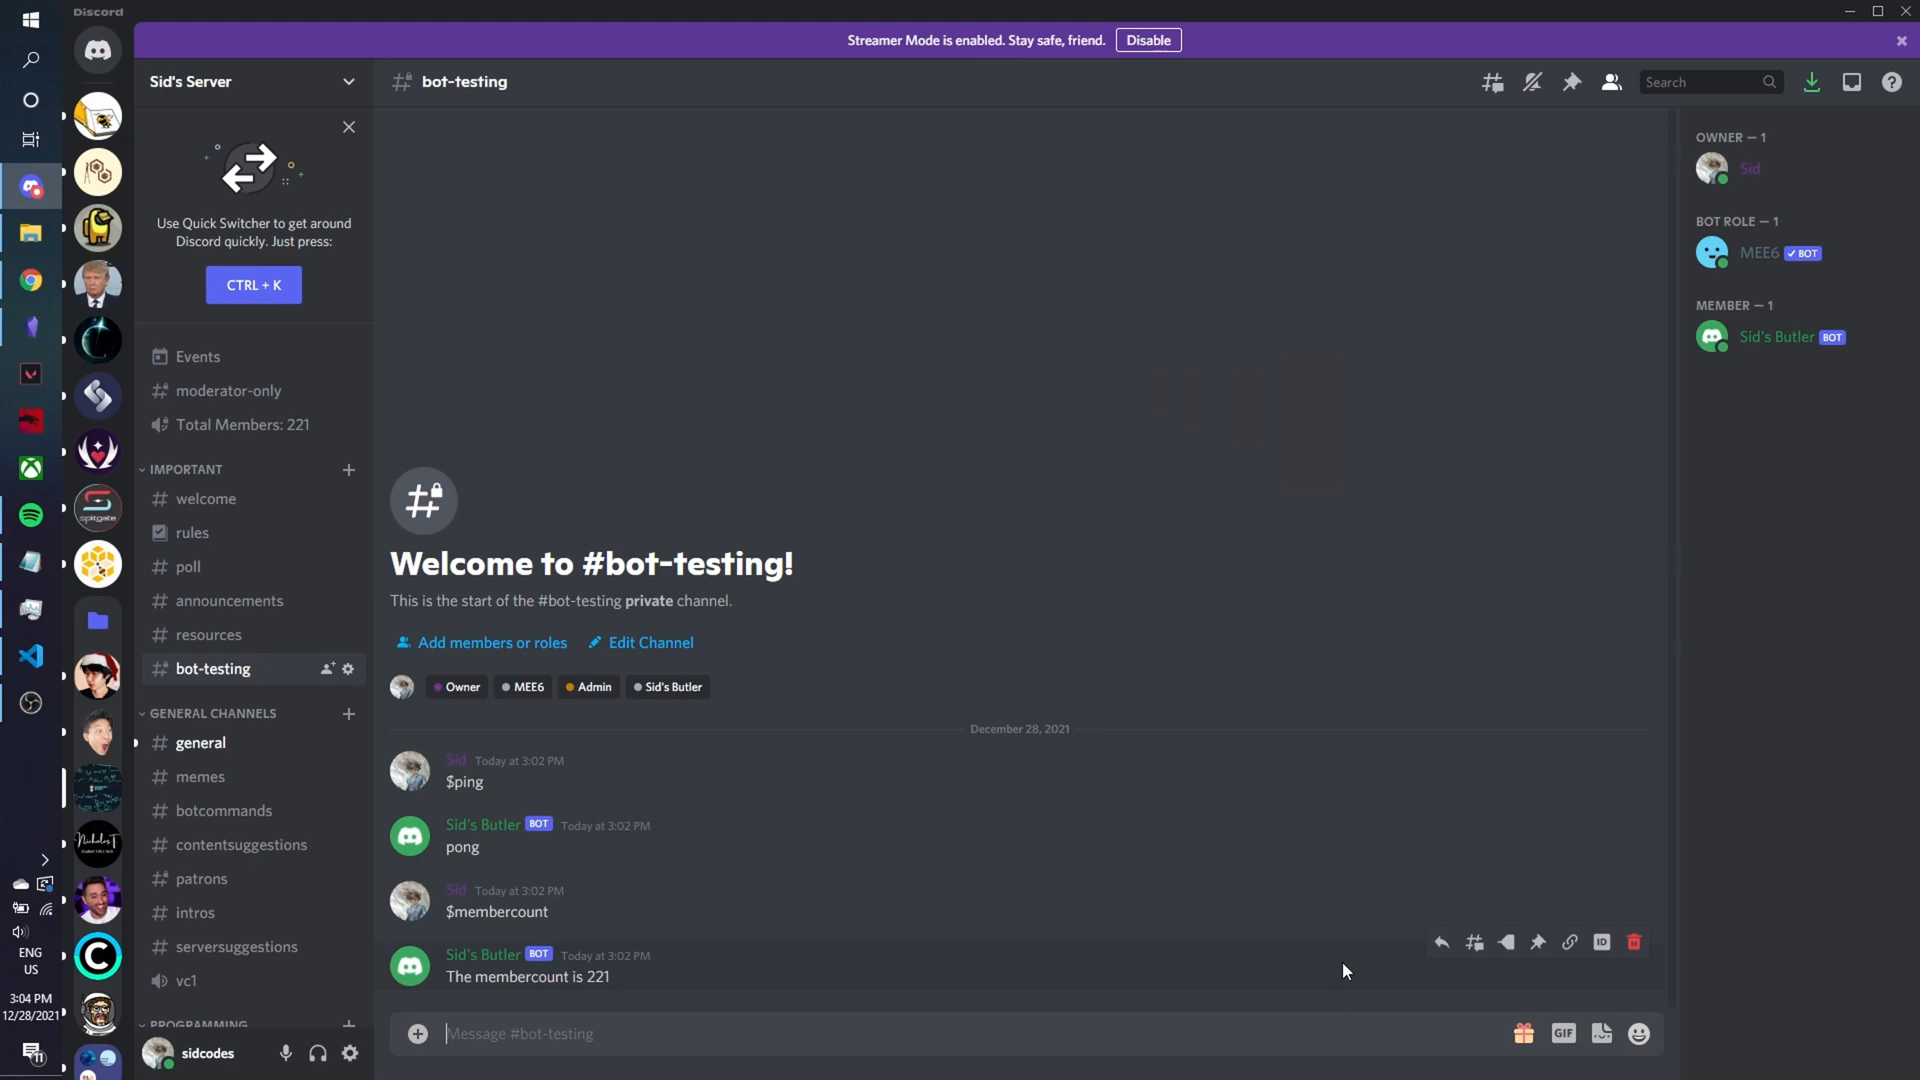 Discord
Streamer Mode is enabled. Stay safe, friend.
Disable
Sid's Server
bot-testing
Search
Use Quick Switcher to get around
Discord quickly. Just press:
CTRL + K
Events
moderator-only
Total Members: 221
IMPORTANT
welcome
rules
poll
announcements
resources
bot-testing
GENERAL CHANNELS
general
memes
botcommands
contentsuggestions
patrons
intros
serversuggestions
vc1
PROGRAMMING
sidcodes
Welcome to #bot-testing!
This is the start of the #bot-testing private channel.
Add members or roles
Edit Channel
Owner
MEE6
Admin
Sid's Butler
December 28, 2021
Sid Today at 3:02 PM
$ping
Sid's Butler BOT Today at 3:02 PM
pong
Sid Today at 3:02 PM
$membercount
Sid's Butler BOT Today at 3:02 PM
The membercount is 221
ID
Message #bot-testing
GIF
OWNER — 1
Sid
BOT ROLE — 1
MEE6 ✓ BOT
MEMBER — 1
Sid's Butler BOT
splitgate
ENG
US
3:04 PM
12/28/2021
11